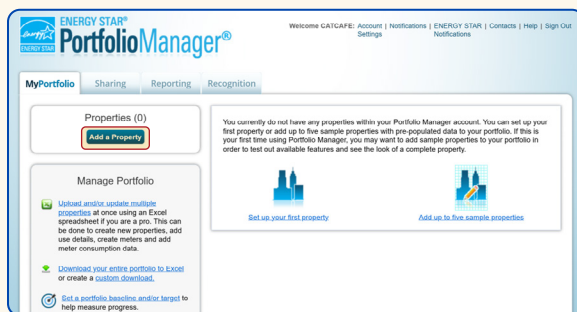 ENERGY STAR®
PortfolioManager®
ENERGY STAR
Welcome CATCAFE: Account Settings | Notifications | ENERGY STAR Notifications | Contacts | Help | Sign Out
MyPortfolio Sharing Reporting Recognition
Properties (0)
Add a Property
You currently do not have any properties within your Portfolio Manager account. You can set up your
first property or add up to five sample properties with pre-populated data to your portfolio. If this is
your first time using Portfolio Manager, you may want to add sample properties to your portfolio in
order to test out available features and see the look of a complete property.
Set up your first property
Add up to five sample properties
Manage Portfolio
Upload and/or update multiple
properties at once using an Excel
spreadsheet if you are a pro. This can
be done to create new properties, add
use details, create meters and add
meter consumption data.
Download your entire portfolio to Excel
or create a custom download.
Set a portfolio baseline and/or target to
help measure progress.